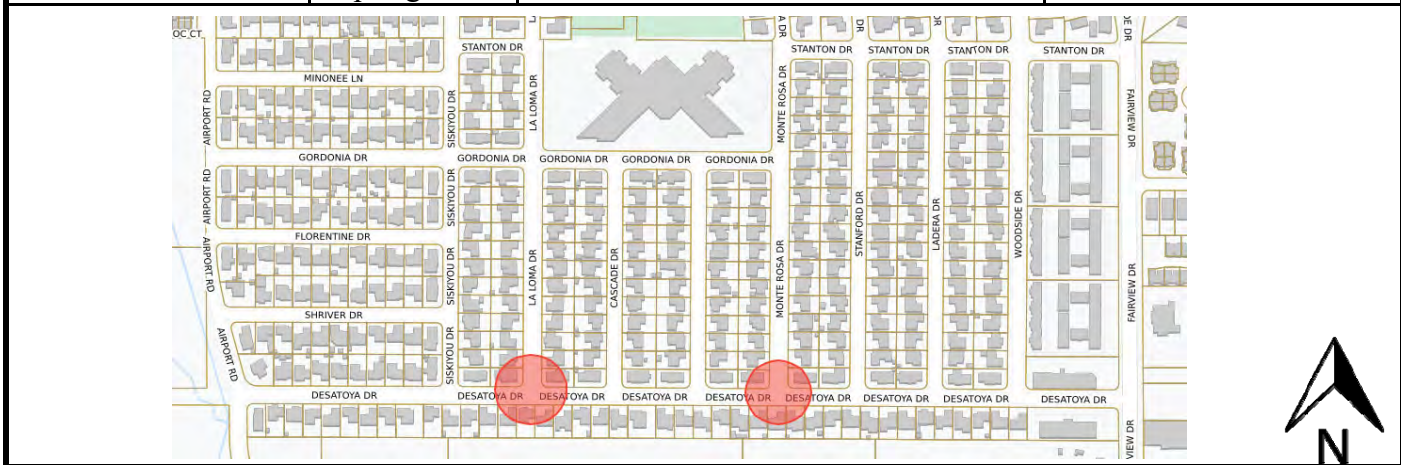 OC CT
STANTON DR
STANTON DR
STANTON DR
STANTON DR
STANTON DR
MINONEE LN
AIRPORT RD
SISKIYOU DR
LA LOMA DR
MONTE ROSA DR
FAIRVIEW DR
GORDONIA DR
GORDONIA DR
GORDONIA DR
GORDONIA DR
GORDONIA DR
AIRPORT RD
SISKIYOU DR
STANFORD DR
LADERA DR
WOODSIDE DR
FLORENTINE DR
AIRPORT RD
SISKIYOU DR
LA LOMA DR
CASCADE DR
MONTE ROSA DR
FAIRVIEW DR
SHRIVER DR
AIRPORT RD
SISKIYOU DR
DESATOYA DR
DESATOYA DR
DESATOYA DR
DESATOYA DR
DESATOYA DR
DESATOYA DR
DESATOYA DR
DESATOYA DR
DESATOYA DR
VIEW DR
N